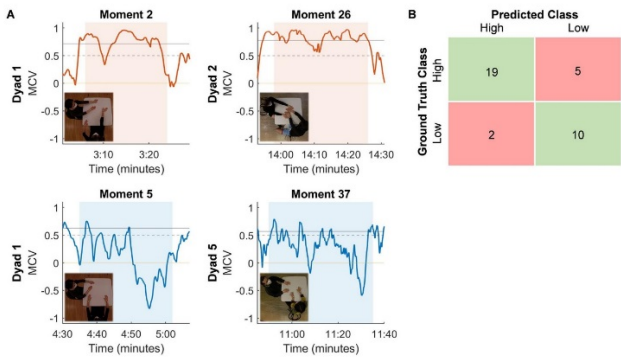 A
Moment 2
1
0.5
0
-0.5
-1
Dyad 1
MCV
3:10
3:20
Time (minutes)
Moment 26
1
0.5
0
-0.5
-1
Dyad 2
MCV
14:00
14:10
14:20
14:30
Time (minutes)
B
Predicted Class
High
Low
Ground Truth Class
High
Low
19
5
2
10
Moment 5
1
0.5
0
-0.5
-1
Dyad 1
MCV
4:30
4:40
4:50
5:00
Time (minutes)
Moment 37
1
0.5
0
-0.5
-1
Dyad 5
MCV
11:00
11:20
11:40
Time (minutes)